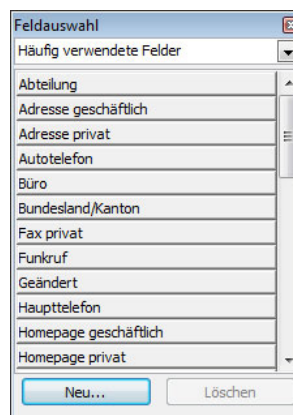 Feldauswahl
Häufig verwendete Felder
Abteilung
Adresse geschäftlich
Adresse privat
Autotelefon
Büro
Bundesland/Kanton
Fax privat
Funkruf
Geändert
Haupttelefon
Homepage geschäftlich
Homepage privat
Neu... Löschen